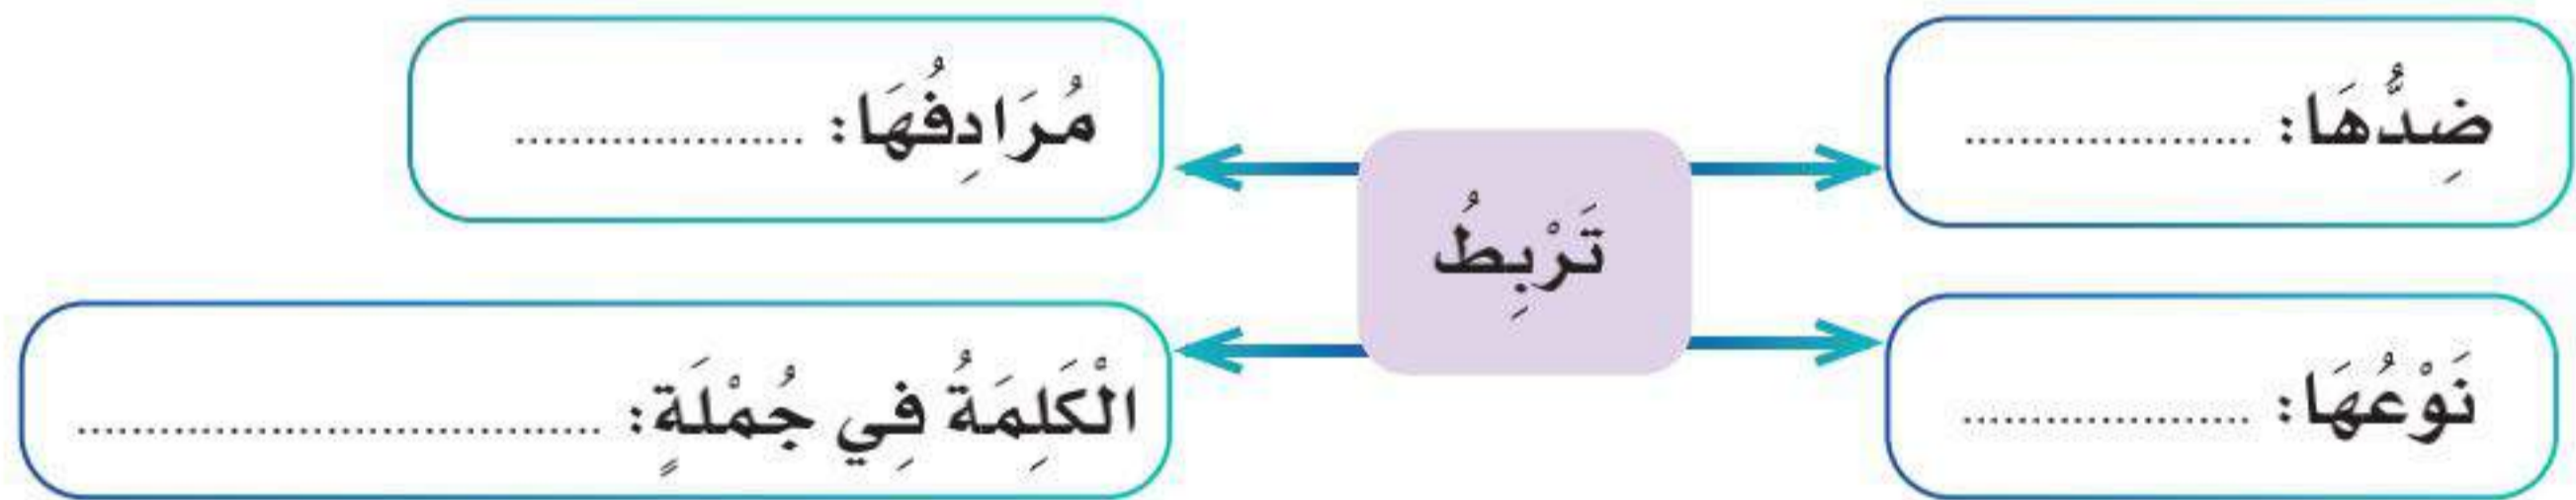 ضِدُّهَا: ....................
مُرَادِفُهَا: ....................
تَرْبِطُ
نَوْعُهَا: ....................
الْكَلِمَةُ فِي جُمْلَةٍ: ......................................